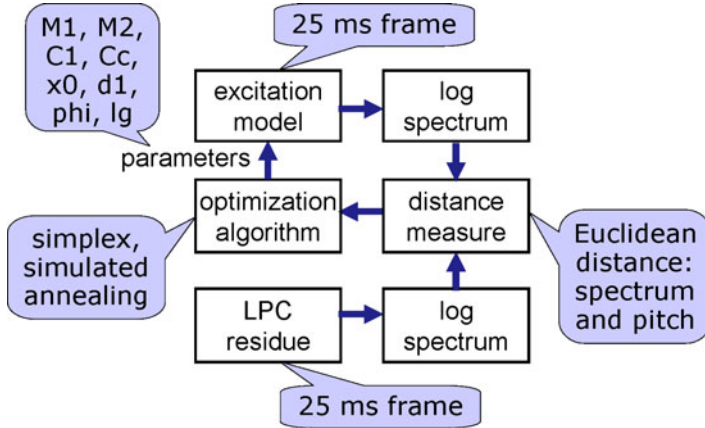 M1, M2,
C1, Cc,
x0, d1,
phi, lg
25 ms frame
excitation
model
log
spectrum
parameters
optimization
algorithm
distance
measure
simplex,
simulated
annealing
Euclidean
distance:
spectrum
and pitch
LPC
residue
log
spectrum
25 ms frame